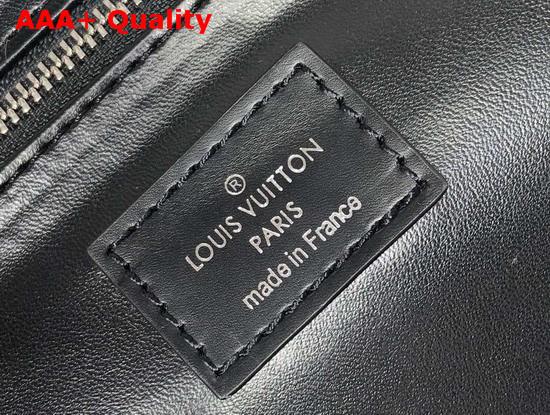 AAA+ Quality
®
LOUIS VUITTON
PARIS
made in France